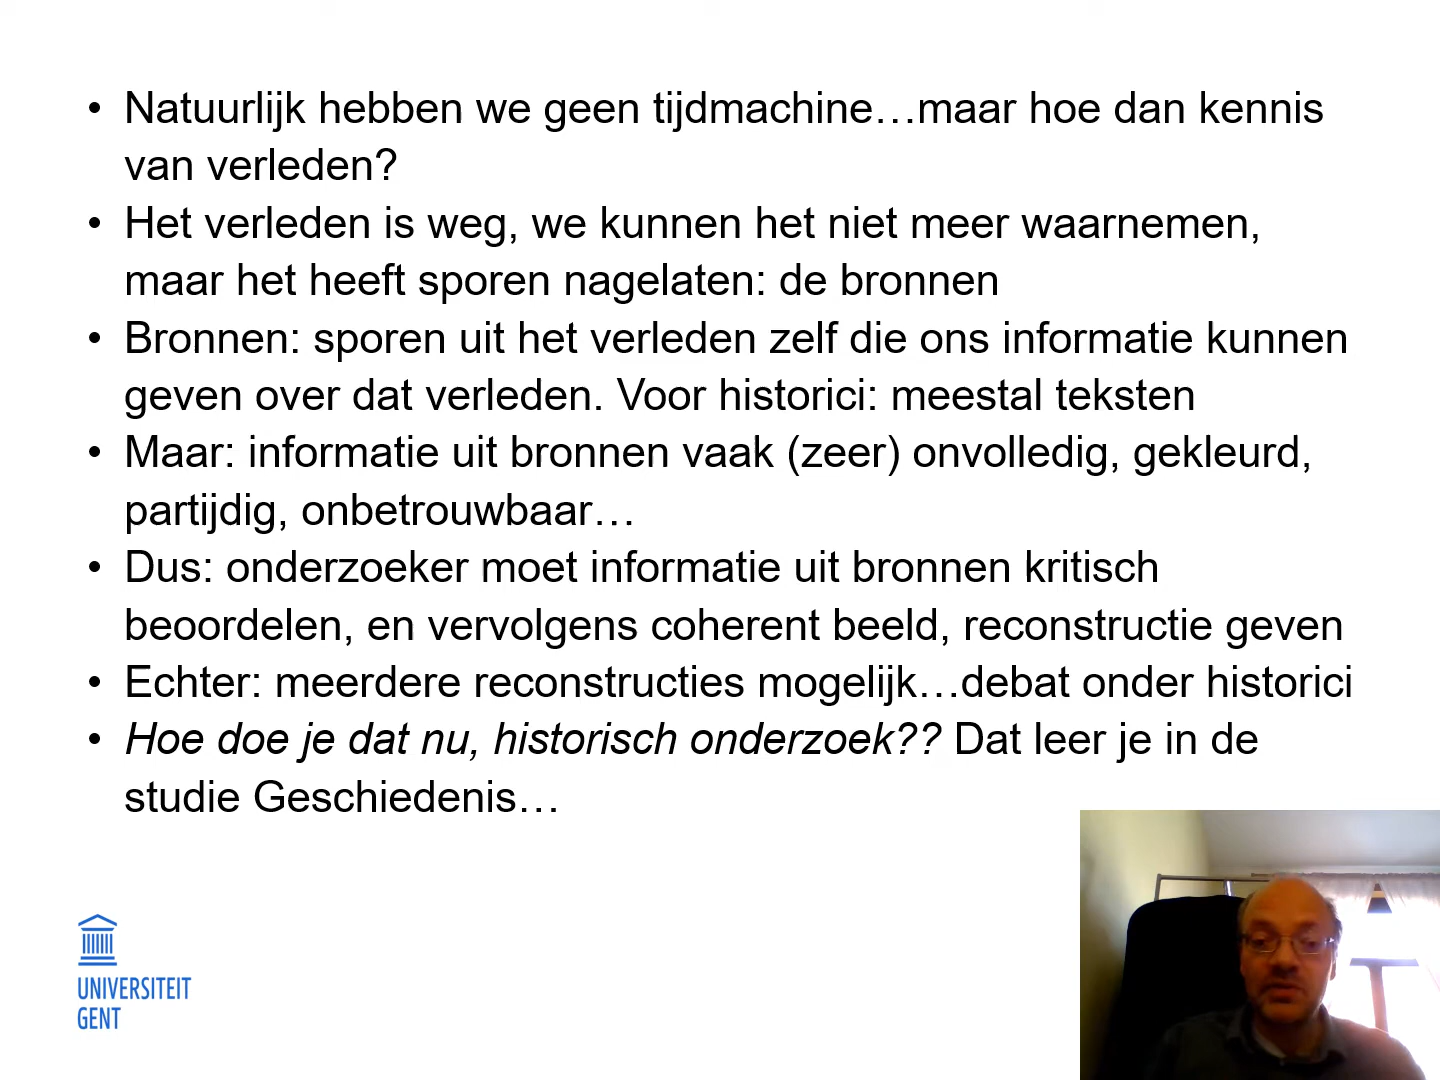 • Natuurlijk hebben we geen tijdmachine…maar hoe dan kennis
van verleden?
• Het verleden is weg, we kunnen het niet meer waarnemen,
maar het heeft sporen nagelaten: de bronnen
• Bronnen: sporen uit het verleden zelf die ons informatie kunnen
geven over dat verleden. Voor historici: meestal teksten
• Maar: informatie uit bronnen vaak (zeer) onvolledig, gekleurd,
partijdig, onbetrouwbaar…
• Dus: onderzoeker moet informatie uit bronnen kritisch
beoordelen, en vervolgens coherent beeld, reconstructie geven
• Echter: meerdere reconstructies mogelijk…debat onder historici
• Hoe doe je dat nu, historisch onderzoek?? Dat leer je in de
studie Geschiedenis…
UNIVERSITEIT
GENT